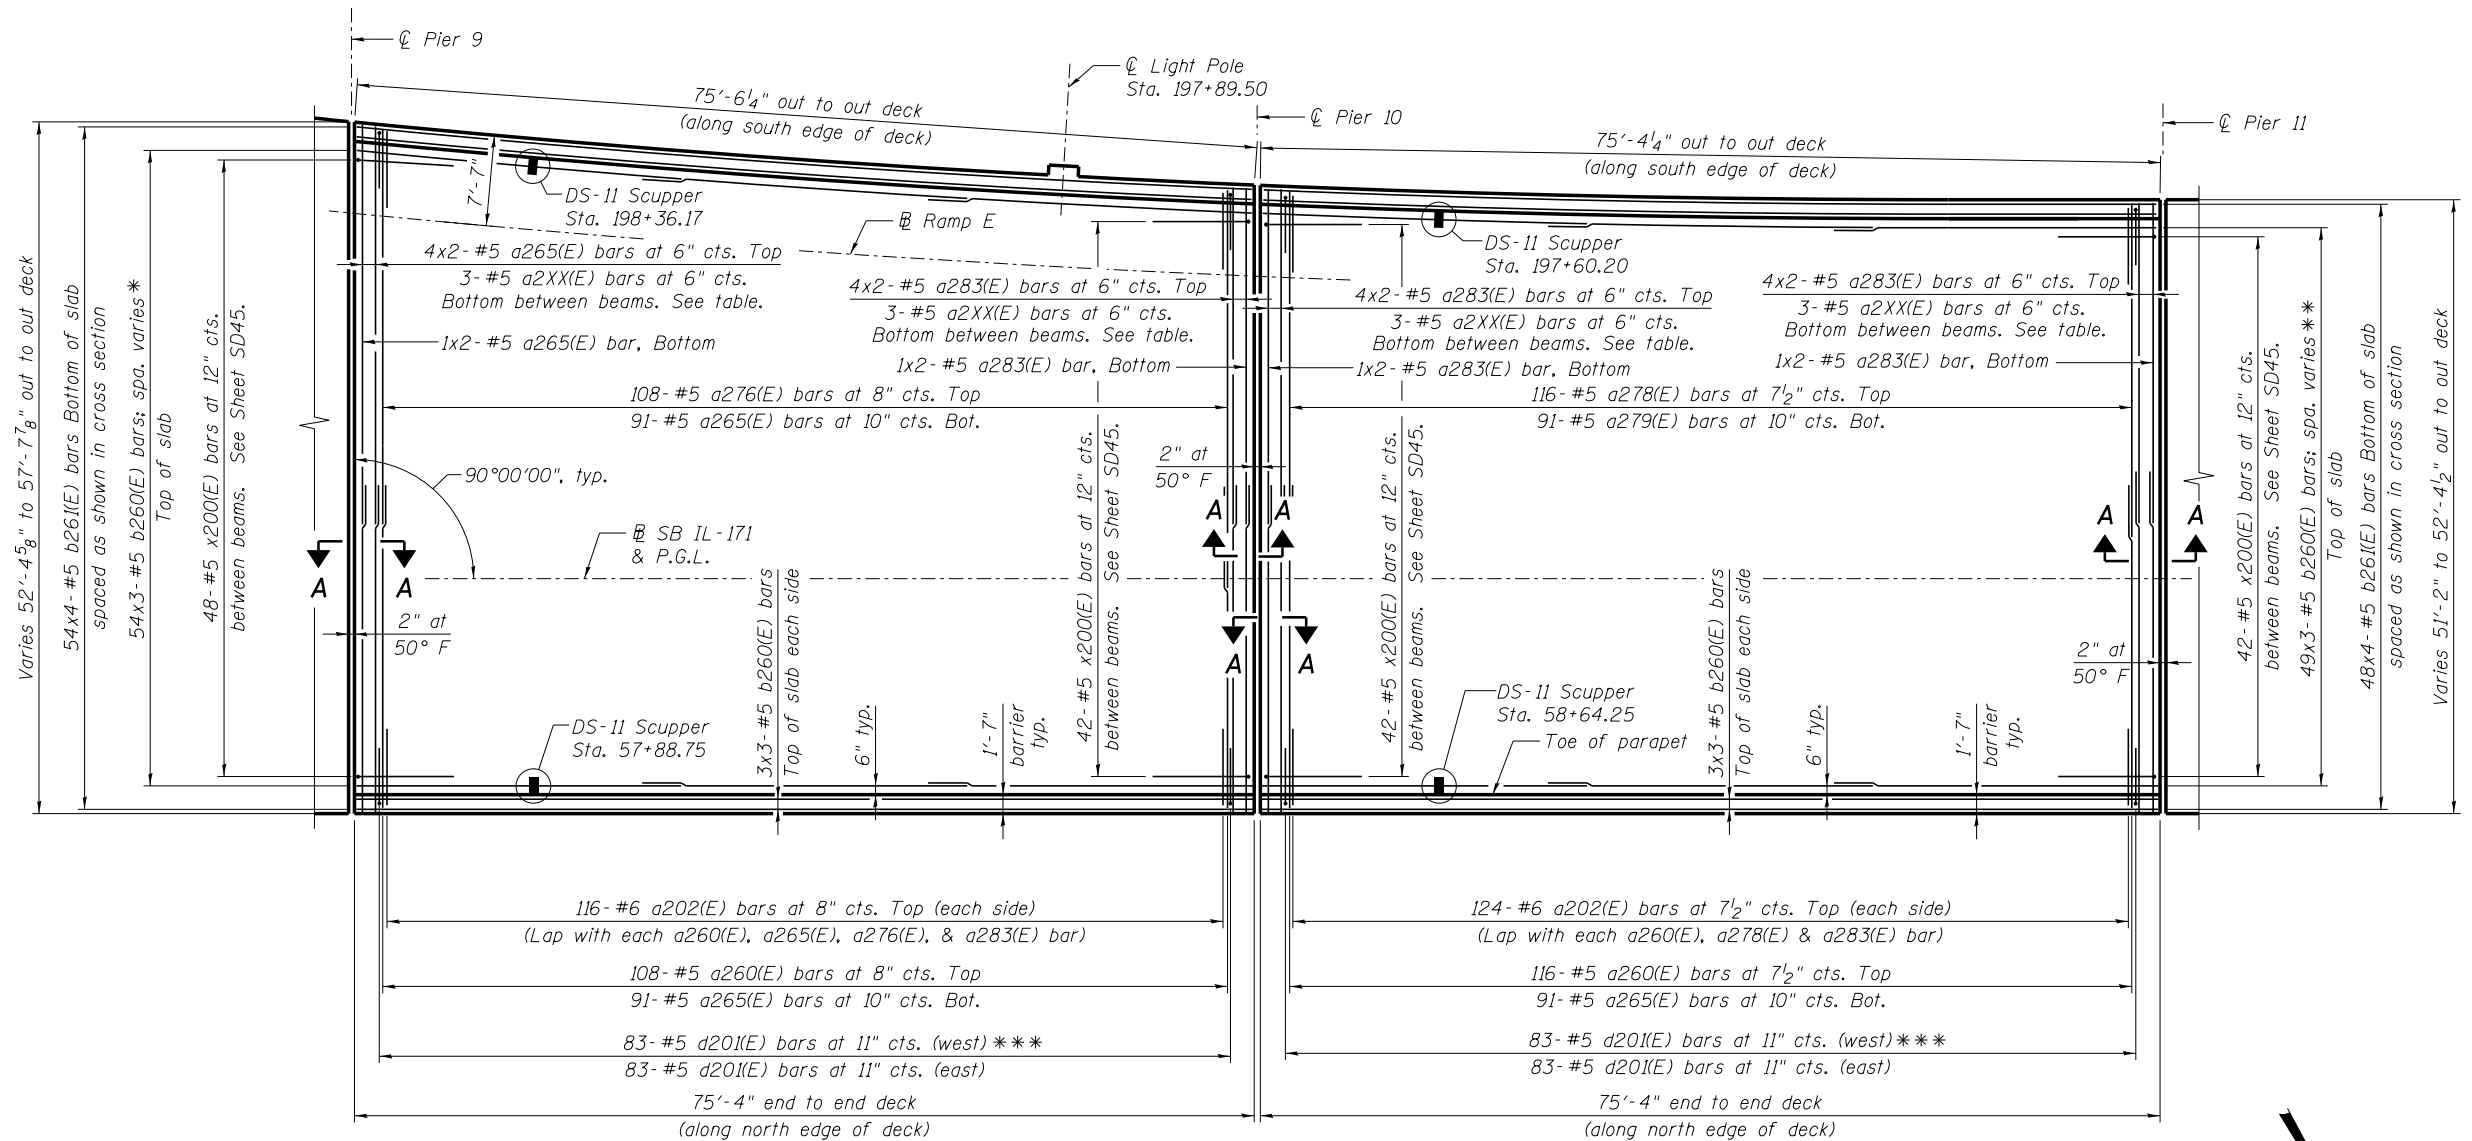 ℄ Pier 9
℄ Light Pole
Sta. 197+89.50
75'-6¼" out to out deck
(along south edge of deck)
℄ Pier 10
℄ Pier 11
75'-4¼" out to out deck
(along south edge of deck)
7'-7"
DS-11 Scupper
Sta. 198+36.17
℄ Ramp E
DS-11 Scupper
Sta. 197+60.20
4x2-#5 a265(E) bars at 6" cts. Top
3-#5 a2XX(E) bars at 6" cts.
Bottom between beams. See table.
4x2-#5 a283(E) bars at 6" cts. Top
3-#5 a2XX(E) bars at 6" cts.
Bottom between beams. See table.
4x2-#5 a283(E) bars at 6" cts. Top
3-#5 a2XX(E) bars at 6" cts.
Bottom between beams. See table.
4x2-#5 a283(E) bars at 6" cts. Top
3-#5 a2XX(E) bars at 6" cts.
Bottom between beams. See table.
1x2-#5 a265(E) bar, Bottom
1x2-#5 a283(E) bar, Bottom
1x2-#5 a283(E) bar, Bottom
1x2-#5 a283(E) bar, Bottom
108-#5 a276(E) bars at 8" cts. Top
91-#5 a265(E) bars at 10" cts. Bot.
116-#5 a278(E) bars at 7½" cts. Top
91-#5 a279(E) bars at 10" cts. Bot.
Varies 52'-4⅝" to 57'-7⅞" out to out deck
54x4-#5 b261(E) bars Bottom of slab
spaced as shown in cross section
54x3-#5 b260(E) bars; spa. varies*
Top of slab
48-#5 x200(E) bars at 12" cts.
between beams. See Sheet SD45.
90°00'00", typ.
SB IL-171
& P.G.L.
2" at
50° F
A
A
2" at
50° F
A
A
A
A
3x3-#5 b260(E) bars
Top of slab each side
42-#5 x200(E) bars at 12" cts.
between beams. See Sheet SD45.
42-#5 x200(E) bars at 12" cts.
between beams. See Sheet SD45.
3x3-#5 b260(E) bars
Top of slab each side
A
A
2" at
50° F
42-#5 x200(E) bars at 12" cts.
between beams. See Sheet SD45.
49x3-#5 b260(E) bars; spa. varies**
Top of slab
48x4-#5 b261(E) bars Bottom of slab
spaced as shown in cross section
Varies 51'-2" to 52'-4½" out to out deck
DS-11 Scupper
Sta. 57+88.75
6" typ.
1'-7"
barrier
typ.
DS-11 Scupper
Sta. 58+64.25
Toe of parapet
6" typ.
1'-7"
barrier
typ.
116-#6 a202(E) bars at 8" cts. Top (each side)
(Lap with each a260(E), a265(E), a276(E), & a283(E) bar)
108-#5 a260(E) bars at 8" cts. Top
91-#5 a265(E) bars at 10" cts. Bot.
83-#5 d201(E) bars at 11" cts. (west)***
83-#5 d201(E) bars at 11" cts. (east)
75'-4" end to end deck
(along north edge of deck)
124-#6 a202(E) bars at 7½" cts. Top (each side)
(Lap with each a260(E), a278(E) & a283(E) bar)
116-#5 a260(E) bars at 7½" cts. Top
91-#5 a265(E) bars at 10" cts. Bot.
83-#5 d201(E) bars at 11" cts. (west)***
83-#5 d201(E) bars at 11" cts. (east)
75'-4" end to end deck
(along north edge of deck)